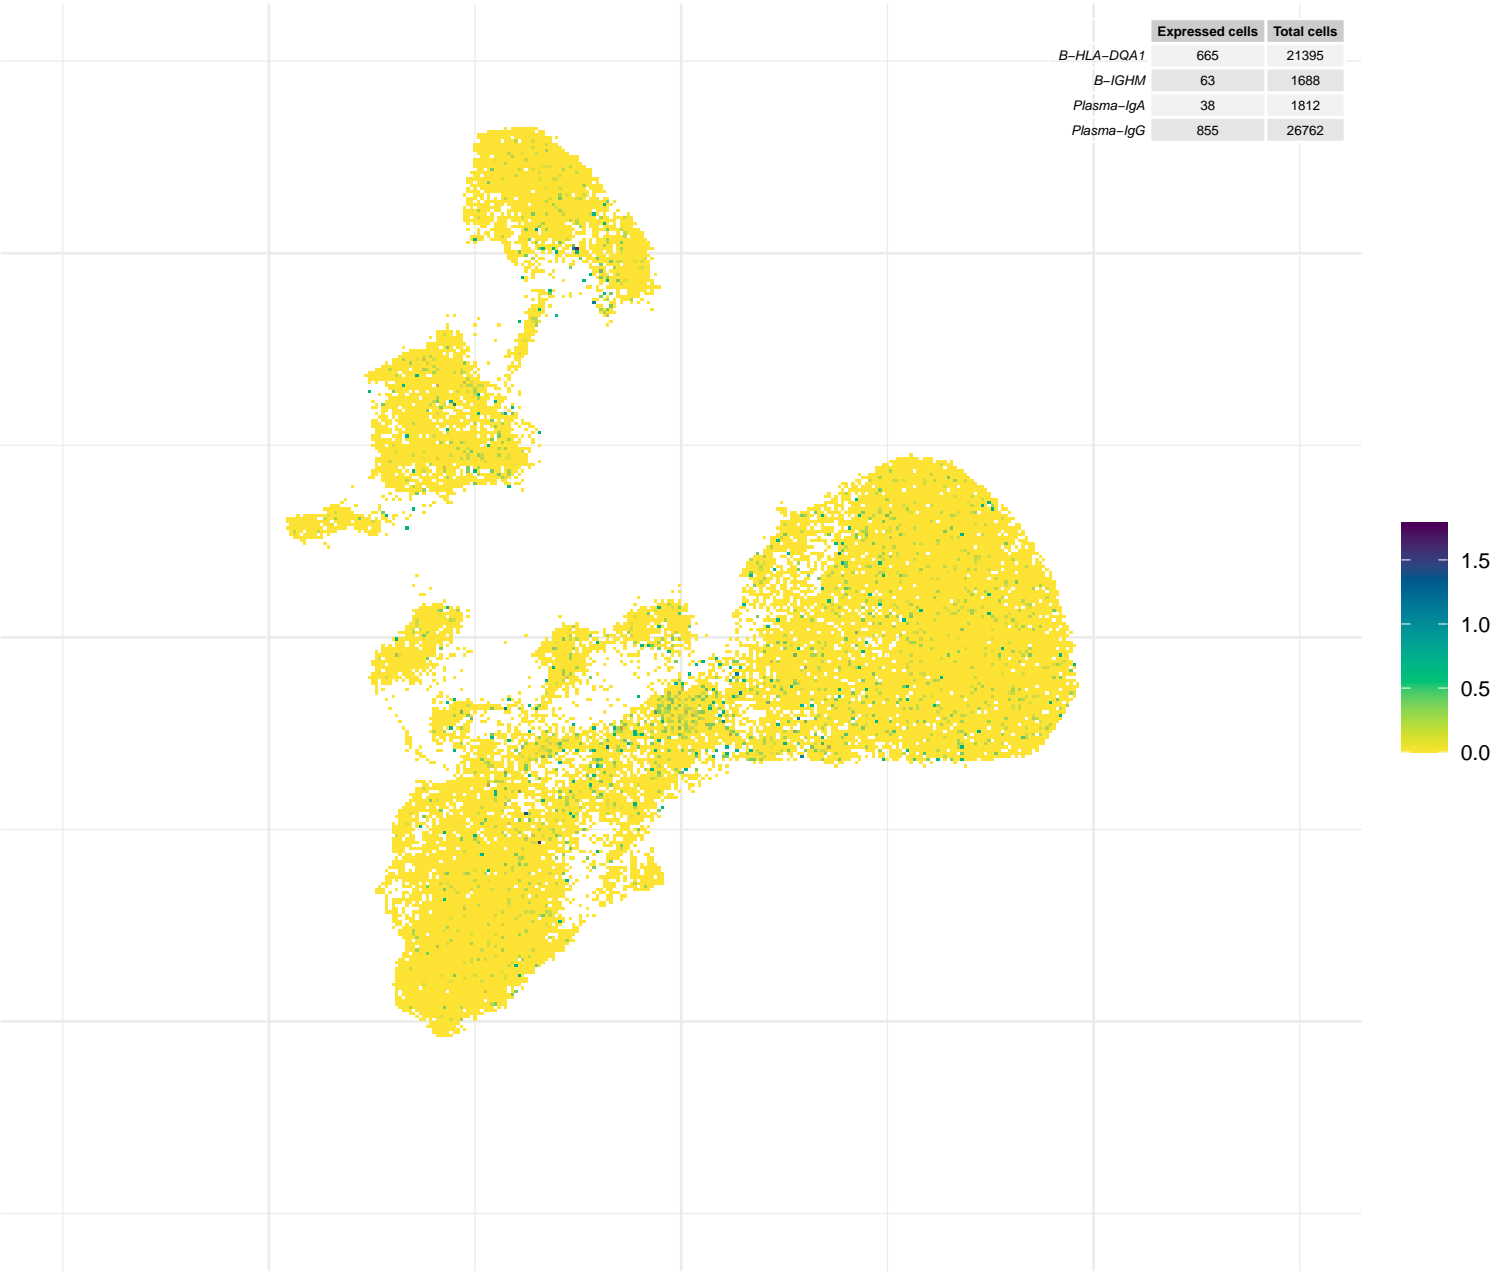 Expressed cells Total cells
B−HLA−DQA1 665 21395
B−IGHM 63 1688
Plasma−IgA 38 1812
Plasma−IgG 855 26762
1.5
1.0
0.5
0.0